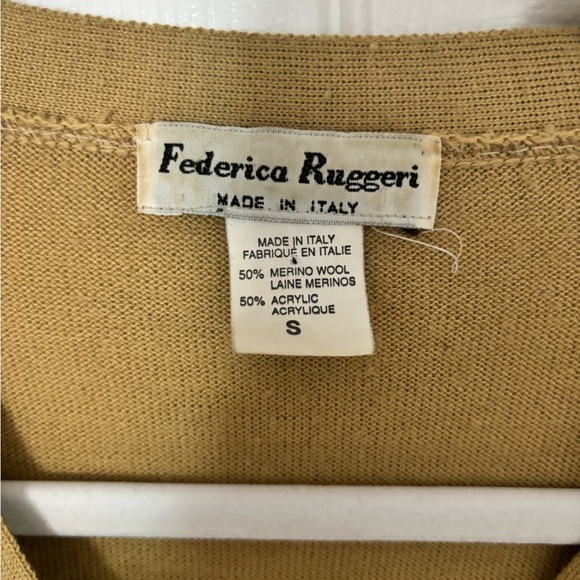 Federica Ruggeri
MADE IN ITALY
MADE IN ITALY
FABRIQUÉ EN ITALIE
50% MERINO WOOL
LAINE MERINOS
50% ACRYLIC
ACRYLIQUE
S